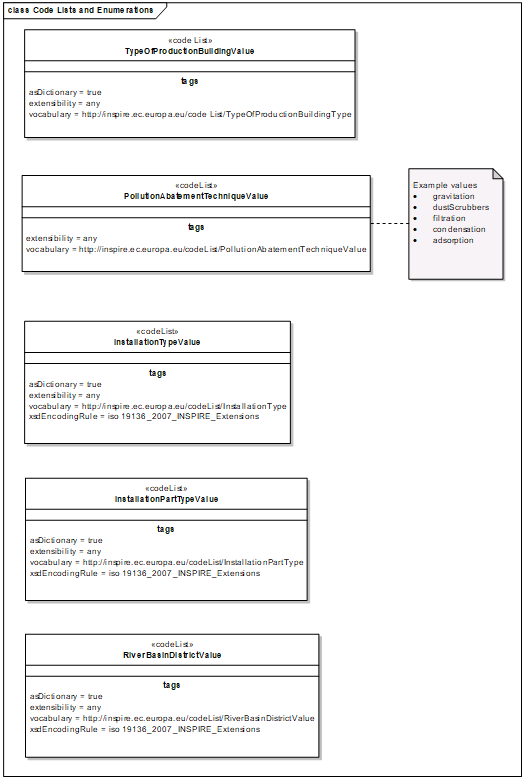 class Code Lists and Enumerations
«code List»
TypeOfProductionBuildingValue
tags
asDictionary = true
extensibility = any
vocabulary = http://inspire.ec.europa.eu/code List/TypeOfProductionBuildingType
«codeList»
PollutionAbatementTechniqueValue
tags
extensibility = any
vocabulary = http://inspire.ec.europa.eu/codeList/PollutionAbatementTechniqueValue
Example values
• gravitation
• dustScrubbers
• filtration
• condensation
• adsorption
«codeList»
InstallationTypeValue
tags
asDictionary = true
extensibility = any
vocabulary = http://inspire.ec.europa.eu/codeList/InstallationType
xsdEncodingRule = iso 19136_2007_INSPIRE_Extensions
«codeList»
InstallationPartTypeValue
tags
asDictionary = true
extensibility = any
vocabulary = http://inspire.ec.europa.eu/codeList/InstallationPartType
xsdEncodingRule = iso 19136_2007_INSPIRE_Extensions
«codeList»
RiverBasinDistrictValue
tags
asDictionary = true
extensibility = any
vocabulary = http://inspire.ec.europa.eu/codeList/RiverBasinDistrictValue
xsdEncodingRule = iso 19136_2007_INSPIRE_Extensions